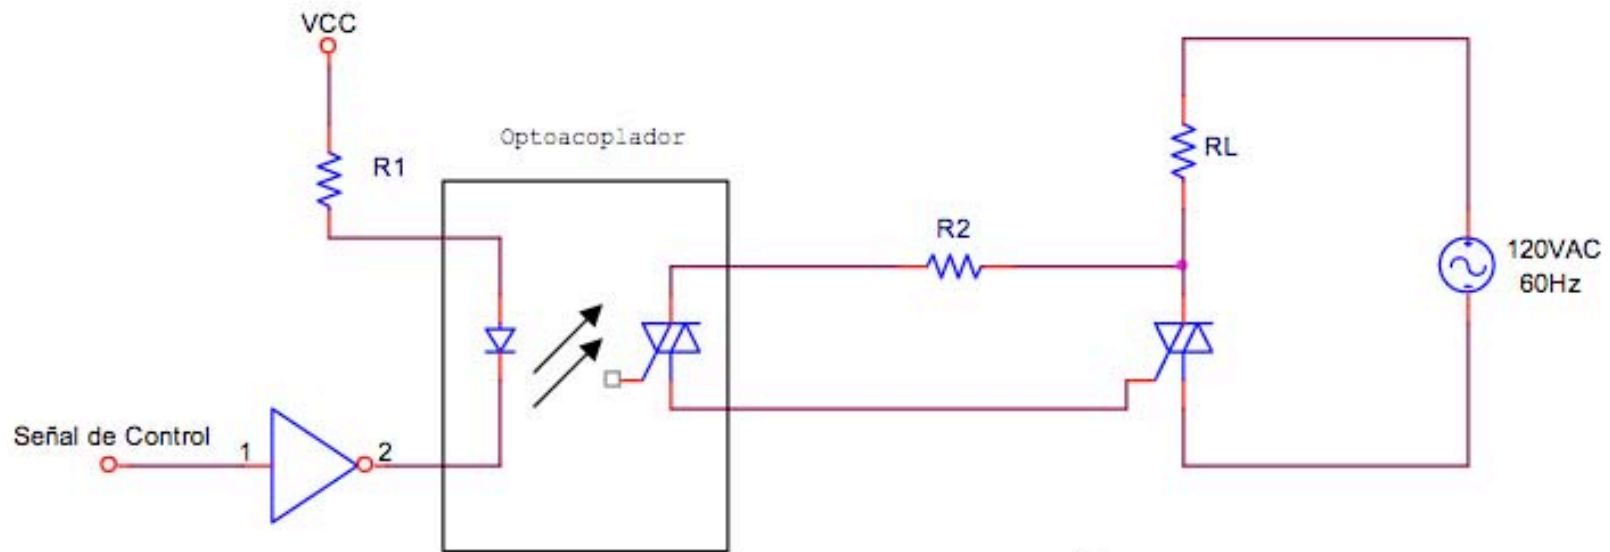 VCC
Optoacoplador
R1
RL
R2
120VAC
60Hz
Señal de Control
1
2